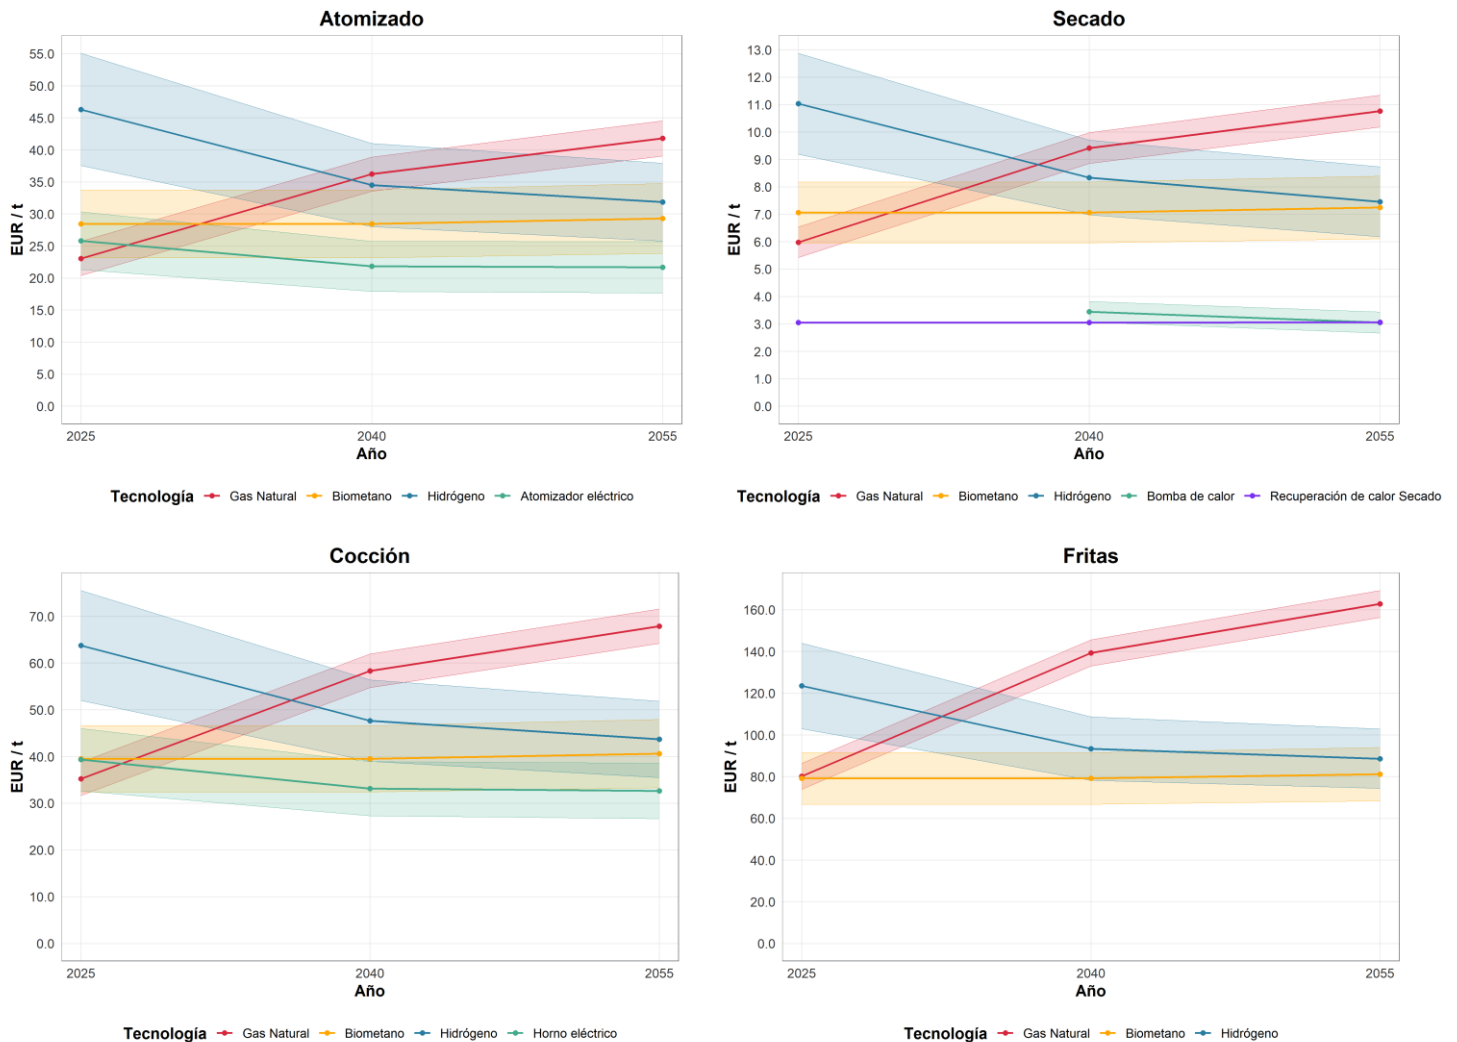 Atomizado
EUR / t
55.0
50.0
45.0
40.0
35.0
30.0
25.0
20.0
15.0
10.0
5.0
0.0
2025 2040 2055
Año
Tecnología Gas Natural Biometano Hidrógeno Atomizador eléctrico
Secado
EUR / t
13.0
12.0
11.0
10.0
9.0
8.0
7.0
6.0
5.0
4.0
3.0
2.0
1.0
0.0
2025 2040 2055
Año
Tecnología Gas Natural Biometano Hidrógeno Bomba de calor Recuperación de calor Secado
Cocción
EUR / t
70.0
60.0
50.0
40.0
30.0
20.0
10.0
0.0
2025 2040 2055
Año
Tecnología Gas Natural Biometano Hidrógeno Horno eléctrico
Fritas
EUR / t
160.0
140.0
120.0
100.0
80.0
60.0
40.0
20.0
0.0
2025 2040 2055
Año
Tecnología Gas Natural Biometano Hidrógeno